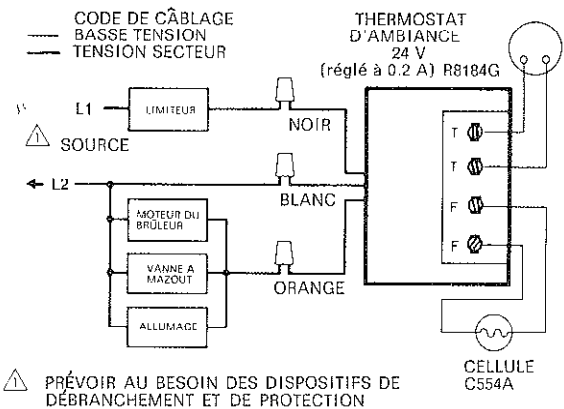 CODE DE CÂBLAGE
BASSE TENSION
TENSION SECTEUR
THERMOSTAT
D'AMBIANCE
24 V
(réglé à 0.2 A) R8184G
L1
LIMITEUR
NOIR
1 SOURCE
L2
BLANC
MOTEUR DU
BRÛLEUR
VANNE A
MAZOUT
ORANGE
ALLUMAGE
T
T
F
F
CELLULE
C554A
1 PRÉVOIR AU BESOIN DES DISPOSITIFS DE
DÉBRANCHEMENT ET DE PROTECTION